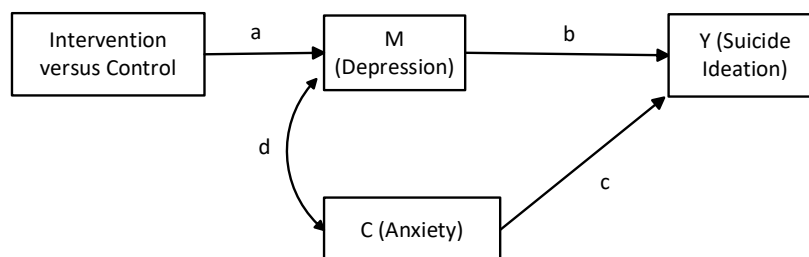 Intervention
versus Control
a
M
(Depression)
b
Y (Suicide
Ideation)
d
c
C (Anxiety)